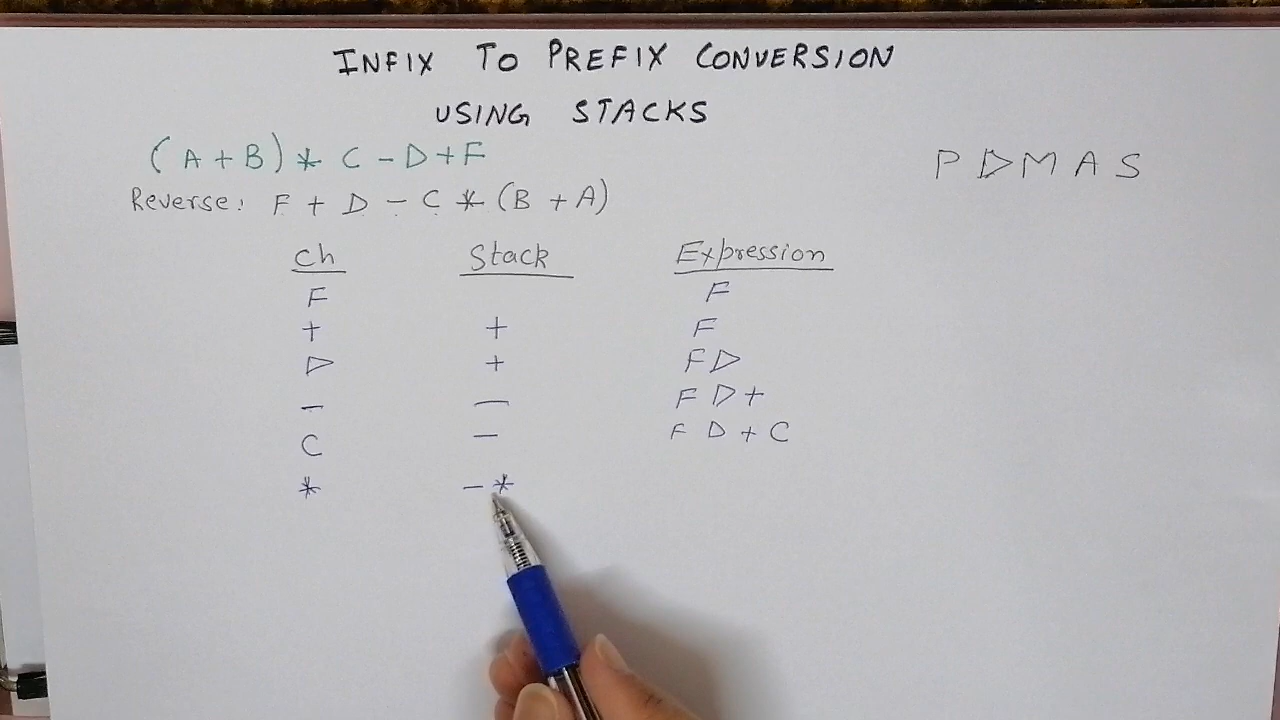 INFIX TO PREFIX CONVERSION
USING STACKS
(A+B) * C - D + F
PDMAS
Reverse: F + D - C * (B + A)
ch Stack Expression
F F
+ + F
D + FD
- - FD+
C - FD+C
* -*